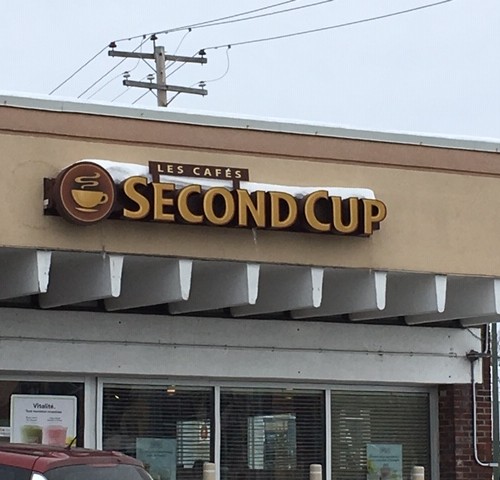 LES CAFÉS
SECOND CUP
Vitalité.